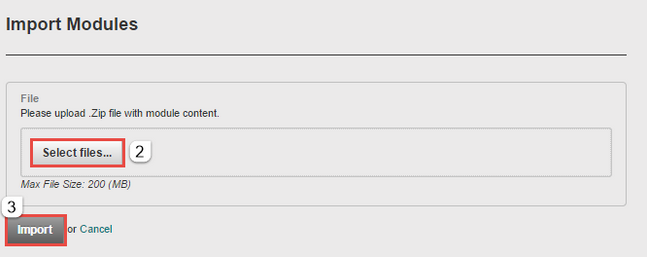 Import Modules
File
Please upload .Zip file with module content.
Select files... 2
Max File Size: 200 (MB)
3
Import or Cancel